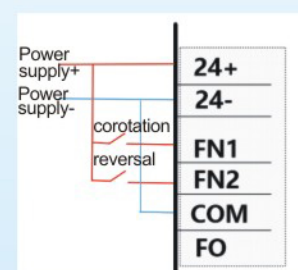 Power
supply+
Power
supply-
corotation
reversal
24+
24-
FN1
FN2
COM
FO